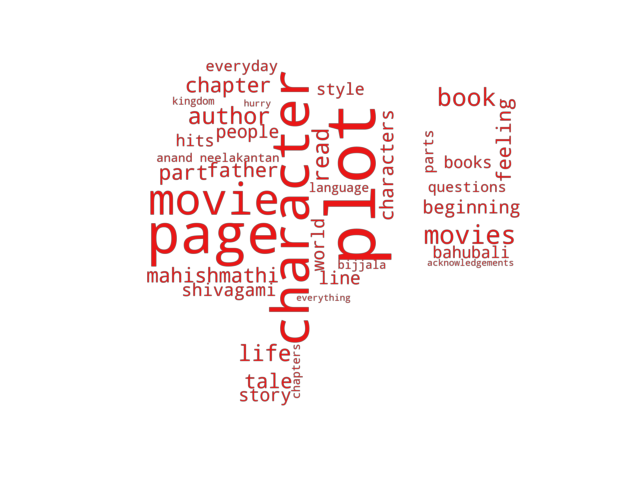 everyday
chapter
style
kingdom
hurry
author
book
hits
people
read
characters
feeling
parts
anand neelakantan
part
father
language
books
questions
movie
character
plot
beginning
page
world
movies
bahubali
mahishmathi
bijjala
line
acknowledgements
shivagami
everything
life
chapters
tale
story